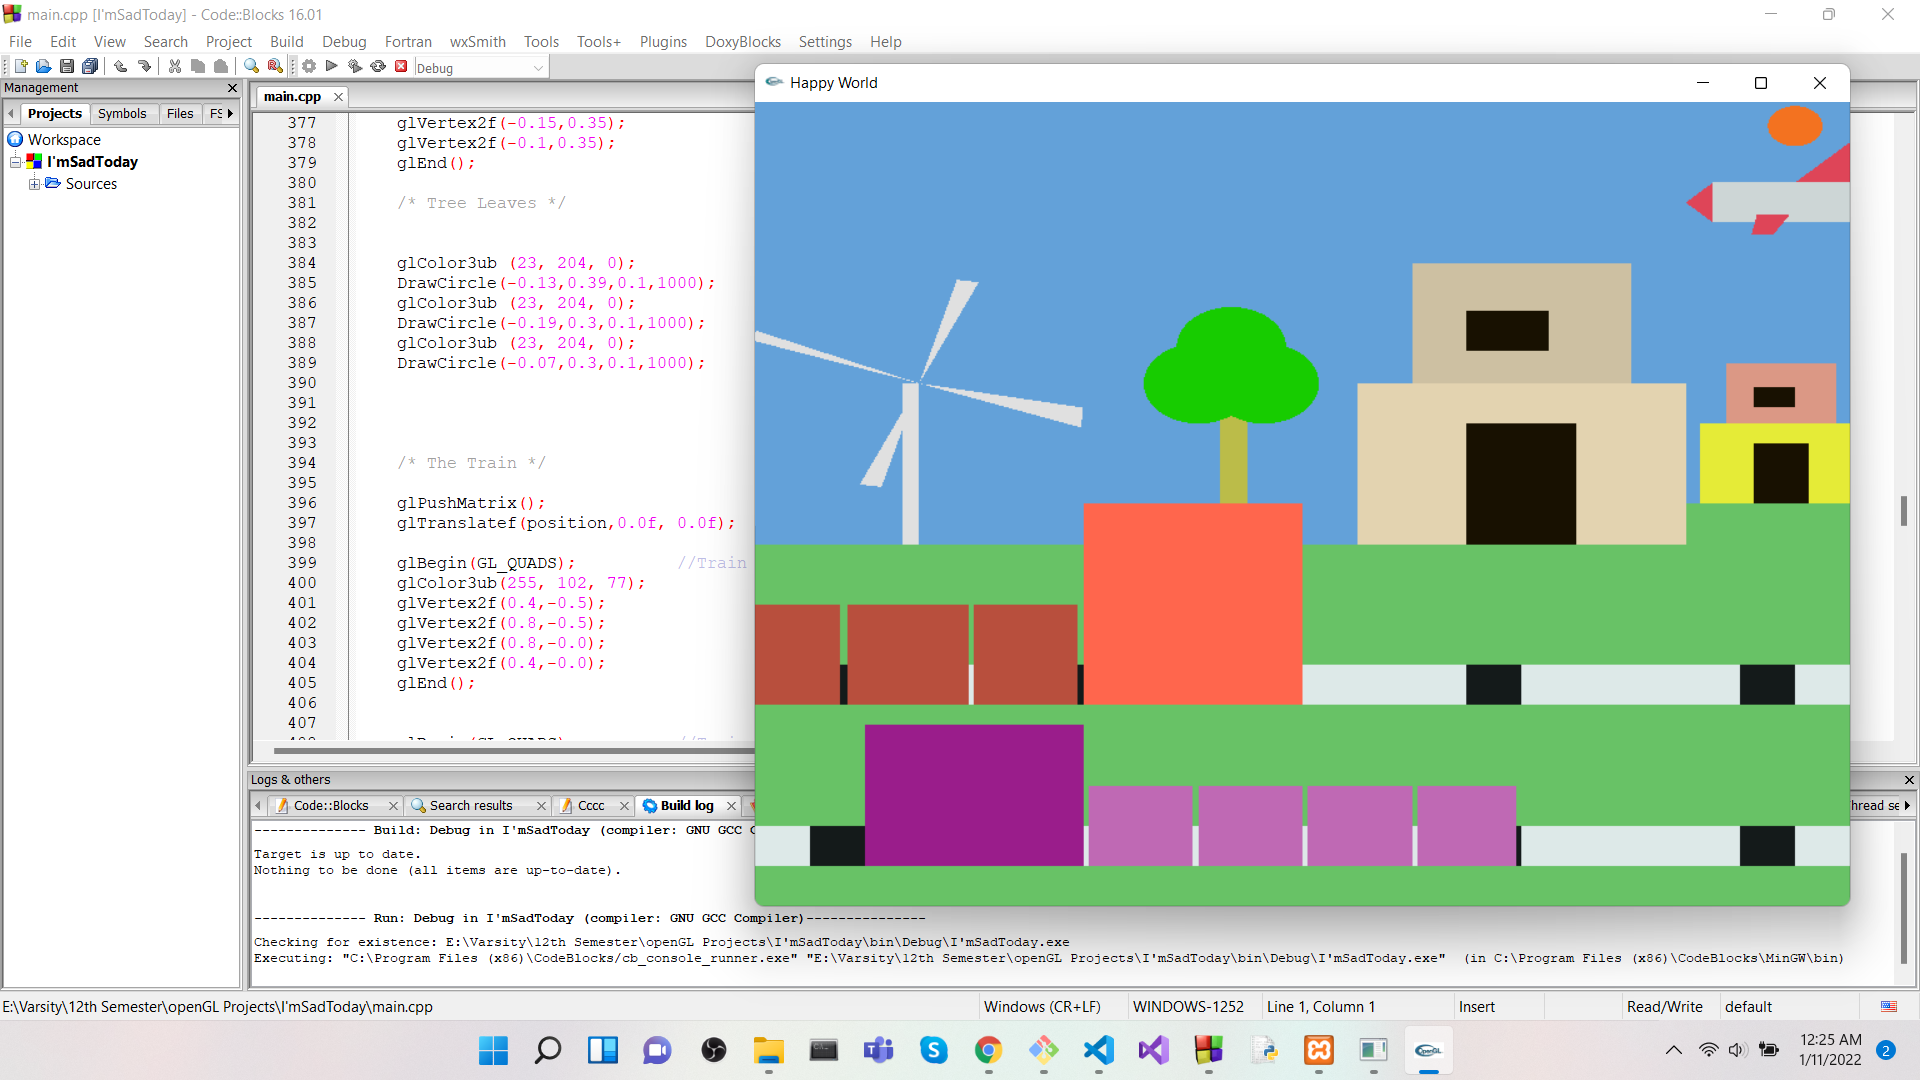 main.cpp [I'mSadToday] - Code::Blocks 16.01
File Edit View Search Project Build Debug Fortran wxSmith Tools Tools+ Plugins DoxyBlocks Settings Help
Debug
Management
Projects Symbols Files FS
Workspace
I'mSadToday
Sources
main.cpp
Happy World
377 glVertex2f(-0.15,0.35);
378 glVertex2f(-0.1,0.35);
379 glEnd();
380
381 /* Tree Leaves */
382
383
384 glColor3ub (23, 204, 0);
385 DrawCircle(-0.13,0.39,0.1,1000);
386 glColor3ub (23, 204, 0);
387 DrawCircle(-0.19,0.3,0.1,1000);
388 glColor3ub (23, 204, 0);
389 DrawCircle(-0.07,0.3,0.1,1000);
390
391
392
393
394 /* The Train */
395
396 glPushMatrix();
397 glTranslatef(position,0.0f, 0.0f);
398
399 glBegin(GL_QUADS); //Train
400 glColor3ub(255, 102, 77);
401 glVertex2f(0.4,-0.5);
402 glVertex2f(0.8,-0.5);
403 glVertex2f(0.8,-0.0);
404 glVertex2f(0.4,-0.0);
405 glEnd();
406
407
Logs & others
Code::Blocks Search results Cccc Build log hread se
-------------- Build: Debug in I'mSadToday (compiler: GNU GCC C
Target is up to date.
Nothing to be done (all items are up-to-date).
-------------- Run: Debug in I'mSadToday (compiler: GNU GCC Compiler)---------------
Checking for existence: E:\Varsity\12th Semester\openGL Projects\I'mSadToday\bin\Debug\I'mSadToday.exe
Executing: "C:\Program Files (x86)\CodeBlocks/cb_console_runner.exe" "E:\Varsity\12th Semester\openGL Projects\I'mSadToday\bin\Debug\I'mSadToday.exe"  (in C:\Program Files (x86)\CodeBlocks\MinGW\bin)
E:\Varsity\12th Semester\openGL Projects\I'mSadToday\main.cpp Windows (CR+LF) WINDOWS-1252 Line 1, Column 1 Insert Read/Write default
12:25 AM
1/11/2022
2